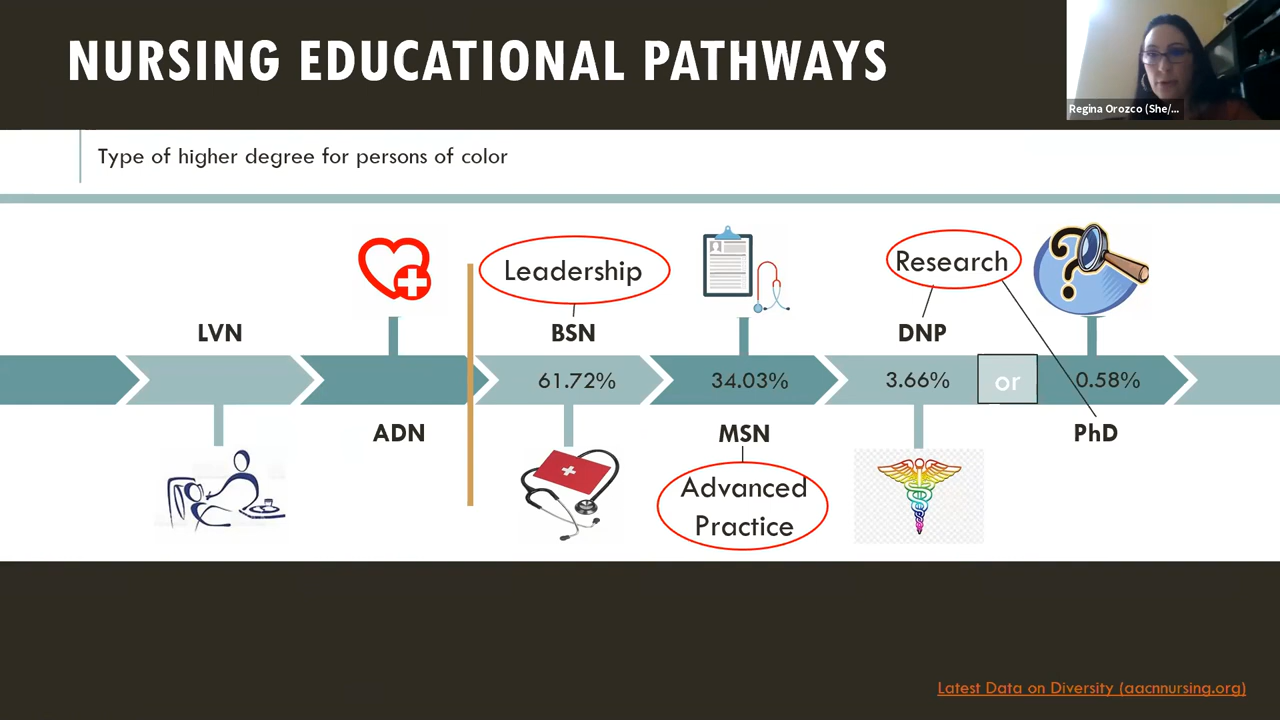 NURSING EDUCATIONAL PATHWAYS
Regina Orozco (She/...
Type of higher degree for persons of color
Leadership
Research
LVN
BSN
DNP
61.72%
34.03%
3.66%
or
0.58%
ADN
MSN
PhD
Advanced
Practice
Latest Data on Diversity (aacnnursing.org)